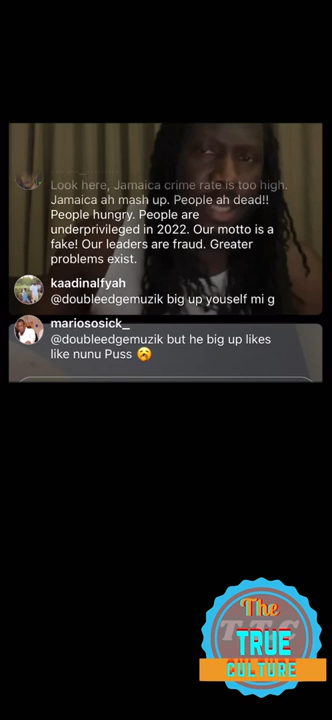 Look here, Jamaica crime rate is too high.
Jamaica ah mash up. People ah dead!!
People hungry. People are
underprivileged in 2022. Our motto is a
fake! Our leaders are fraud. Greater
problems exist.
kaadinalfyah
@doubleedgemuzik big up youself mi g
mariososick_
@doubleedgemuzik but he big up likes
like nunu Puss 🥱
The
T.T.C
TRUE
CULTURE